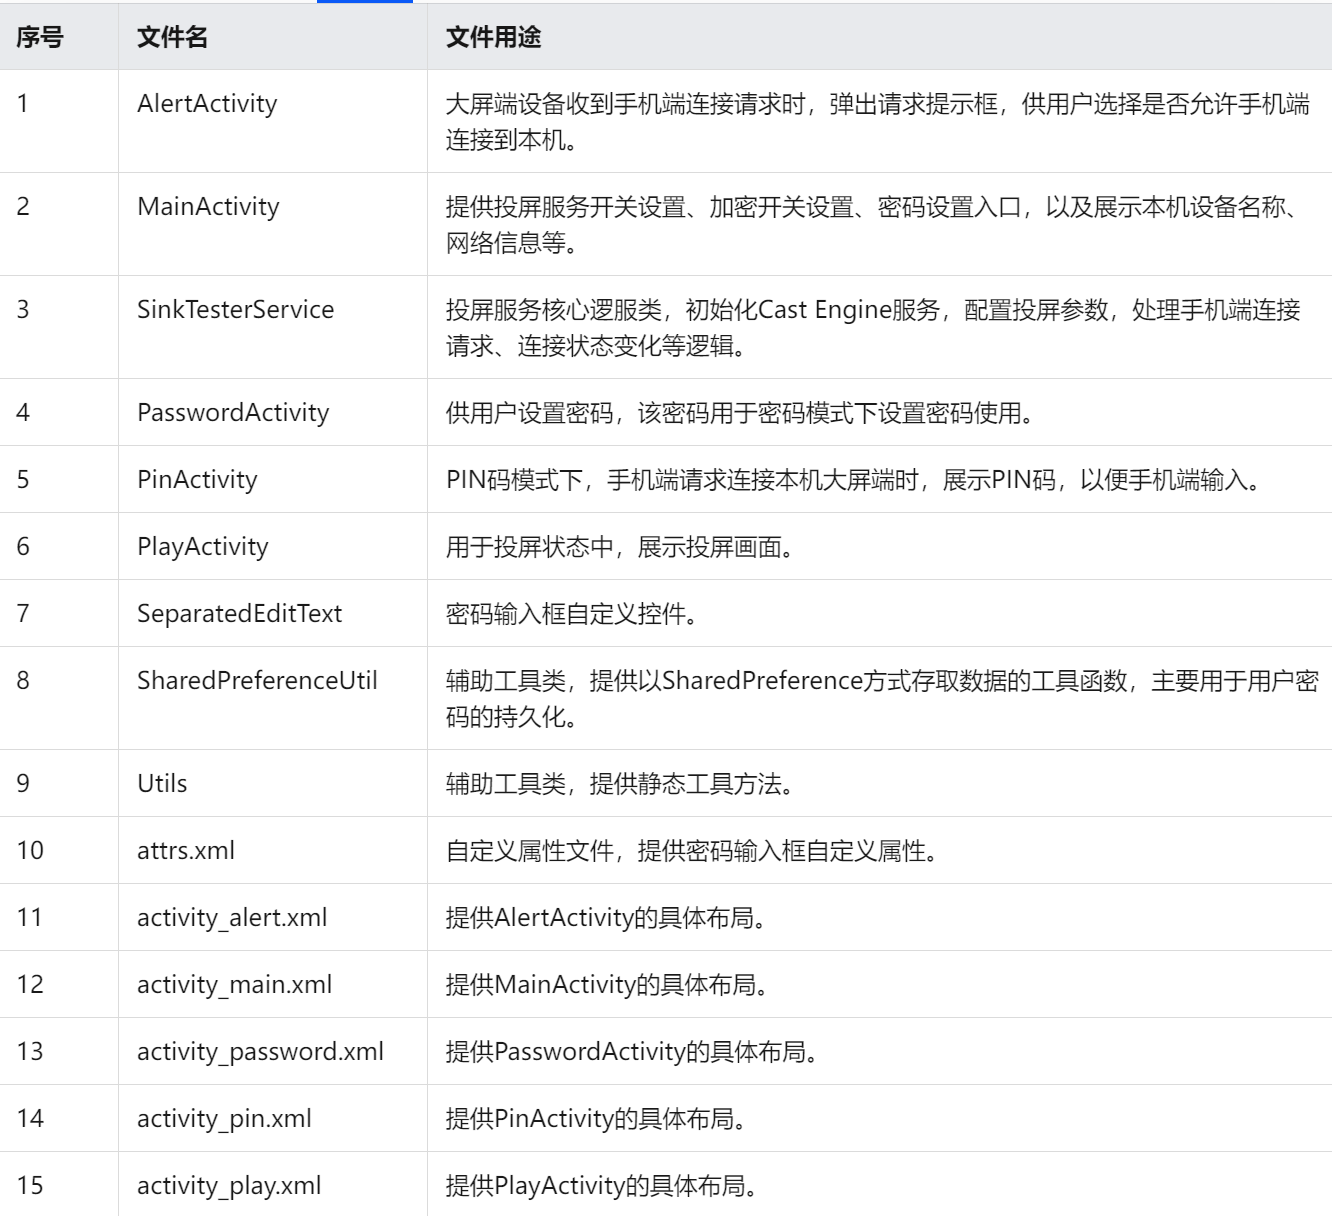 序号 文件名 文件用途
1 AlertActivity 大屏端设备收到手机端连接请求时，弹出请求提示框，供用户选择是否允许手机端
连接到本机。
2 MainActivity 提供投屏服务开关设置、加密开关设置、密码设置入口，以及展示本机设备名称、
网络信息等。
3 SinkTesterService 投屏服务核心逻服类，初始化Cast Engine服务，配置投屏参数，处理手机端连接
请求、连接状态变化等逻辑。
4 PasswordActivity 供用户设置密码，该密码用于密码模式下设置密码使用。
5 PinActivity PIN码模式下，手机端请求连接本机大屏端时，展示PIN码，以便手机端输入。
6 PlayActivity 用于投屏状态中，展示投屏画面。
7 SeparatedEditText 密码输入框自定义控件。
8 SharedPreferenceUtil 辅助工具类，提供以SharedPreference方式存取数据的工具函数，主要用于用户密
码的持久化。
9 Utils 辅助工具类，提供静态工具方法。
10 attrs.xml 自定义属性文件，提供密码输入框自定义属性。
11 activity_alert.xml 提供AlertActivity的具体布局。
12 activity_main.xml 提供MainActivity的具体布局。
13 activity_password.xml 提供PasswordActivity的具体布局。
14 activity_pin.xml 提供PinActivity的具体布局。
15 activity_play.xml 提供PlayActivity的具体布局。